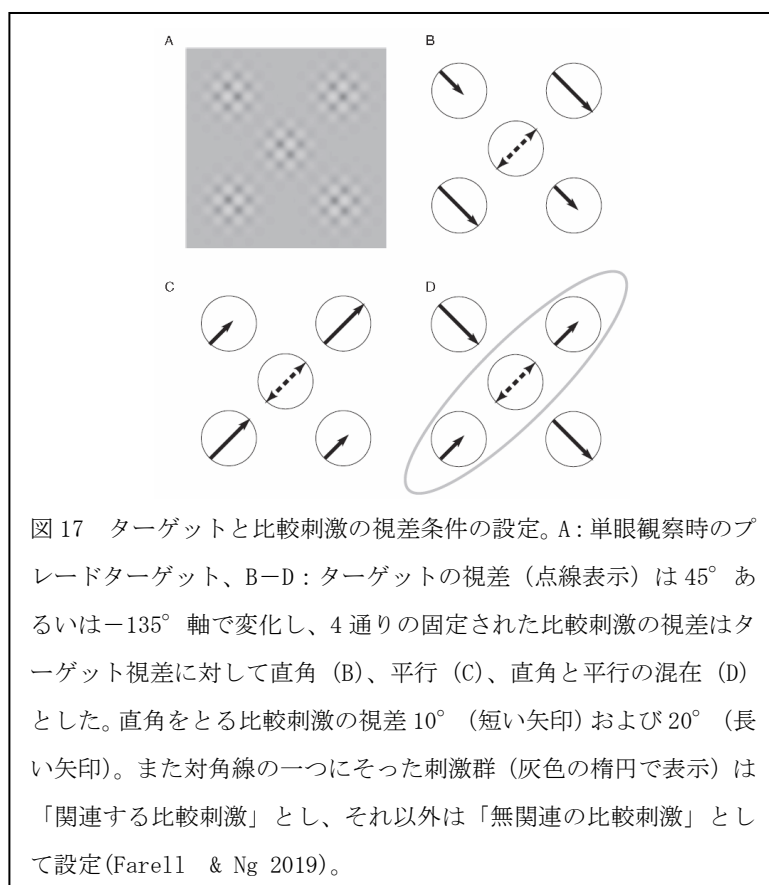 A
B
C
D
図 17 ターゲットと比較刺激の視差条件の設定。A：単眼観察時のプ
レードターゲット、B－D：ターゲットの視差（点線表示）は 45° あ
るいは－135° 軸で変化し、4 通りの固定された比較刺激の視差はタ
ーゲット視差に対して直角（B）、平行（C）、直角と平行の混在（D）
とした。直角をとる比較刺激の視差 10°（短い矢印）および 20°（長
い矢印）。また対角線の一つにそった刺激群（灰色の楕円で表示）は
「関連する比較刺激」とし、それ以外は「無関連の比較刺激」とし
て設定(Farell & Ng 2019)。